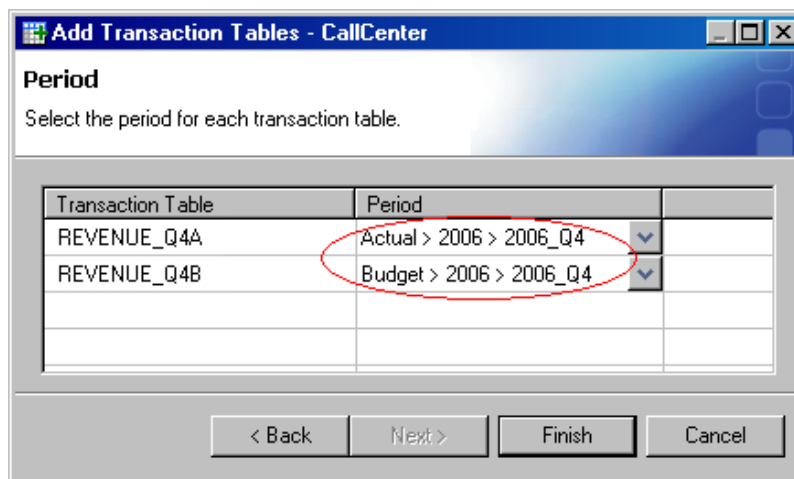 Add Transaction Tables - CallCenter
Period
Select the period for each transaction table.
Transaction Table Period
REVENUE_Q4A Actual > 2006 > 2006_Q4
REVENUE_Q4B Budget > 2006 > 2006_Q4
< Back Next > Finish Cancel